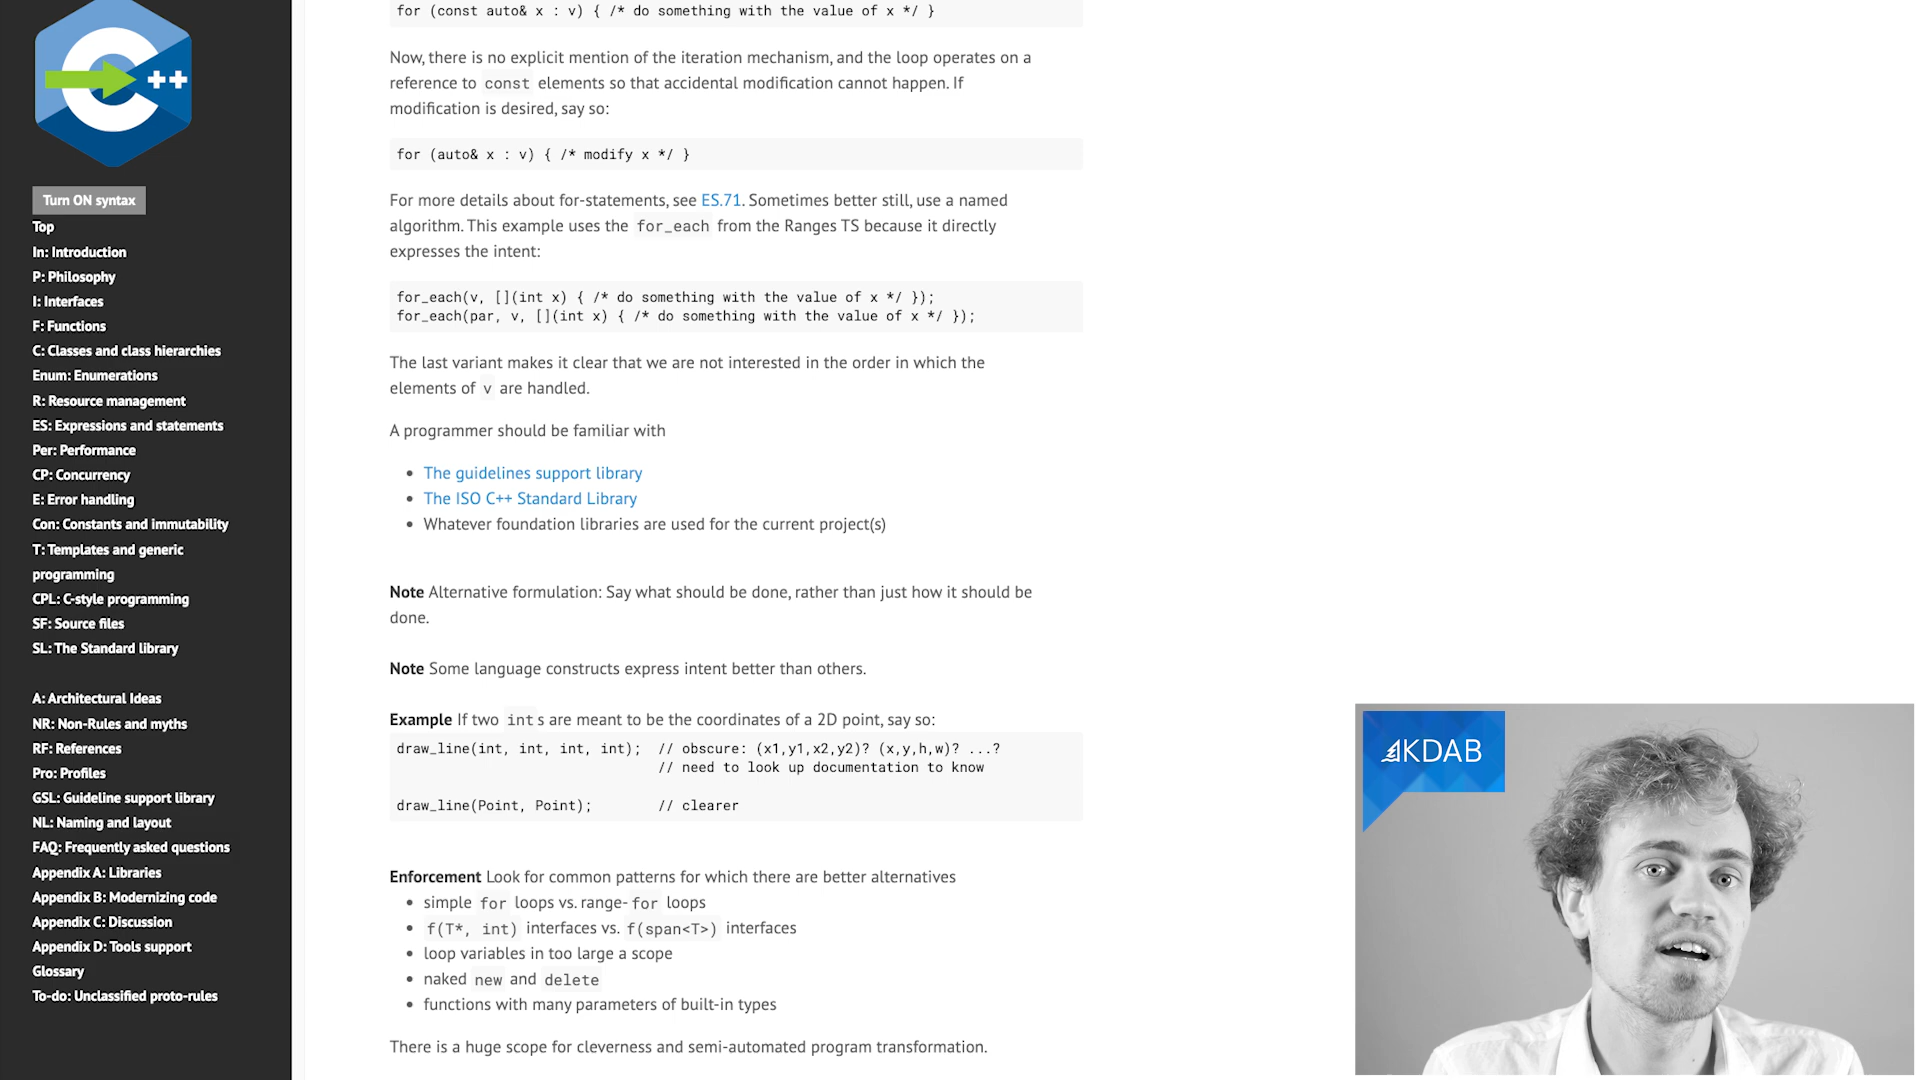 ++
Turn ON syntax
Top
In: Introduction
P: Philosophy
I: Interfaces
F: Functions
C: Classes and class hierarchies
Enum: Enumerations
R: Resource management
ES: Expressions and statements
Per: Performance
CP: Concurrency
E: Error handling
Con: Constants and immutability
T: Templates and generic
programming
CPL: C-style programming
SF: Source files
SL: The Standard library
A: Architectural Ideas
NR: Non-Rules and myths
RF: References
Pro: Profiles
GSL: Guideline support library
NL: Naming and layout
FAQ: Frequently asked questions
Appendix A: Libraries
Appendix B: Modernizing code
Appendix C: Discussion
Appendix D: Tools support
Glossary
To-do: Unclassified proto-rules
for (const auto& x : v) { /* do something with the value of x */ }
Now, there is no explicit mention of the iteration mechanism, and the loop operates on a
reference to const elements so that accidental modification cannot happen. If
modification is desired, say so:
for (auto& x : v) { /* modify x */ }
For more details about for-statements, see ES.71. Sometimes better still, use a named
algorithm. This example uses the for_each from the Ranges TS because it directly
expresses the intent:
for_each(v, [](int x) { /* do something with the value of x */ });
for_each(par, v, [](int x) { /* do something with the value of x */ });
The last variant makes it clear that we are not interested in the order in which the
elements of v are handled.
A programmer should be familiar with
• The guidelines support library
• The ISO C++ Standard Library
• Whatever foundation libraries are used for the current project(s)
Note Alternative formulation: Say what should be done, rather than just how it should be
done.
Note Some language constructs express intent better than others.
Example If two ints are meant to be the coordinates of a 2D point, say so:
draw_line(int, int, int, int);  // obscure: (x1,y1,x2,y2)? (x,y,h,w)? ...?
// need to look up documentation to know
draw_line(Point, Point);        // clearer
Enforcement Look for common patterns for which there are better alternatives
• simple for loops vs. range-for loops
• f(T*, int) interfaces vs. f(span<T>) interfaces
• loop variables in too large a scope
• naked new and delete
• functions with many parameters of built-in types
There is a huge scope for cleverness and semi-automated program transformation.
KDAB